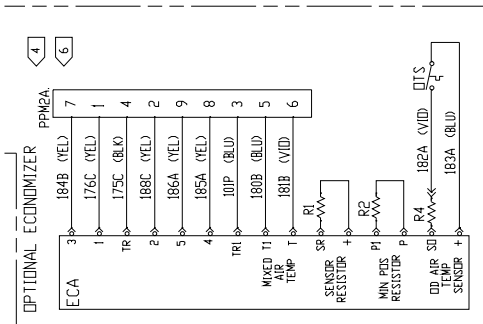 4
6
OPTIONAL ECONOMIZER
PPM2A.
7
1
4
2
9
8
3
5
6
184B (YEL)
176C (YEL)
175C (BLK)
188C (YEL)
186A (YEL)
185A (YEL)
101P (BLU)
180B (BLU)
181B (VIO)
OTS
182A (VIO)
183A (BLU)
R1
R2
R4
3
1
TR
2
5
4
TR1
T1
T
SR
+
P1
P
SO
+
ECA
MIXED
AIR
TEMP
SENSOR
RESISTOR
MIN POS
RESISTOR
OD AIR
TEMP
SENSOR